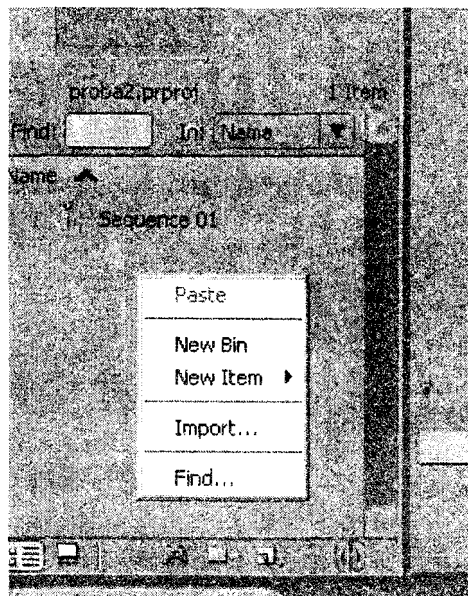 proba2.prproj 1 Item
Find: In: Name
Name
Sequence 01
Paste
New Bin
New Item
Import...
Find...